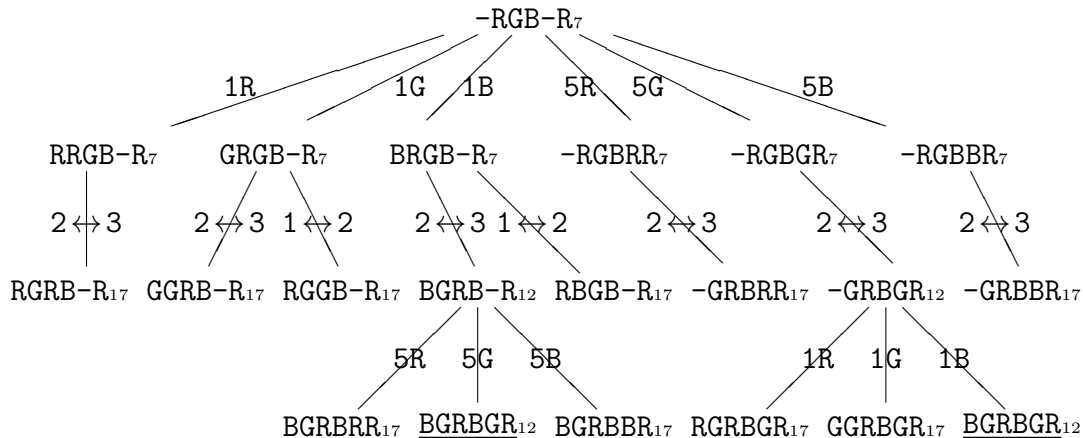 -RGB-R₇
1R 1G 1B 5R 5G 5B
RRGB-R₇ GRGB-R₇ BRGB-R₇ -RGBRR₇ -RGBGR₇ -RGBBR₇
2↔3 2↔3 1↔2 2↔3 1↔2 2↔3 2↔3 2↔3
RGRB-R₁₇ GGRB-R₁₇ RGGB-R₁₇ BGRB-R₁₂ RBGB-R₁₇ -GRBRR₁₇ -GRBGR₁₂ -GRBBR₁₇
5R 5G 5B 1R 1G 1B
BGRBRR₁₇ BGRBGR₁₂ BGRBBR₁₇ RGRBGR₁₇ GGRBGR₁₇ BGRBGR₁₂